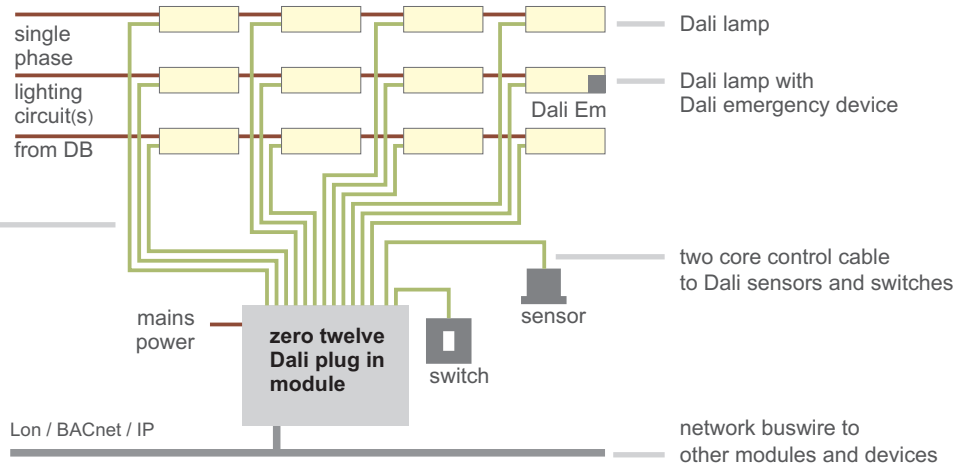 single
phase
lighting
circuit(s)
from DB
Dali lamp
Dali lamp with
Dali emergency device
Dali Em
two core control cable
to Dali sensors and switches
sensor
mains
power
zero twelve
Dali plug in
module
switch
Lon / BACnet / IP
network buswire to
other modules and devices